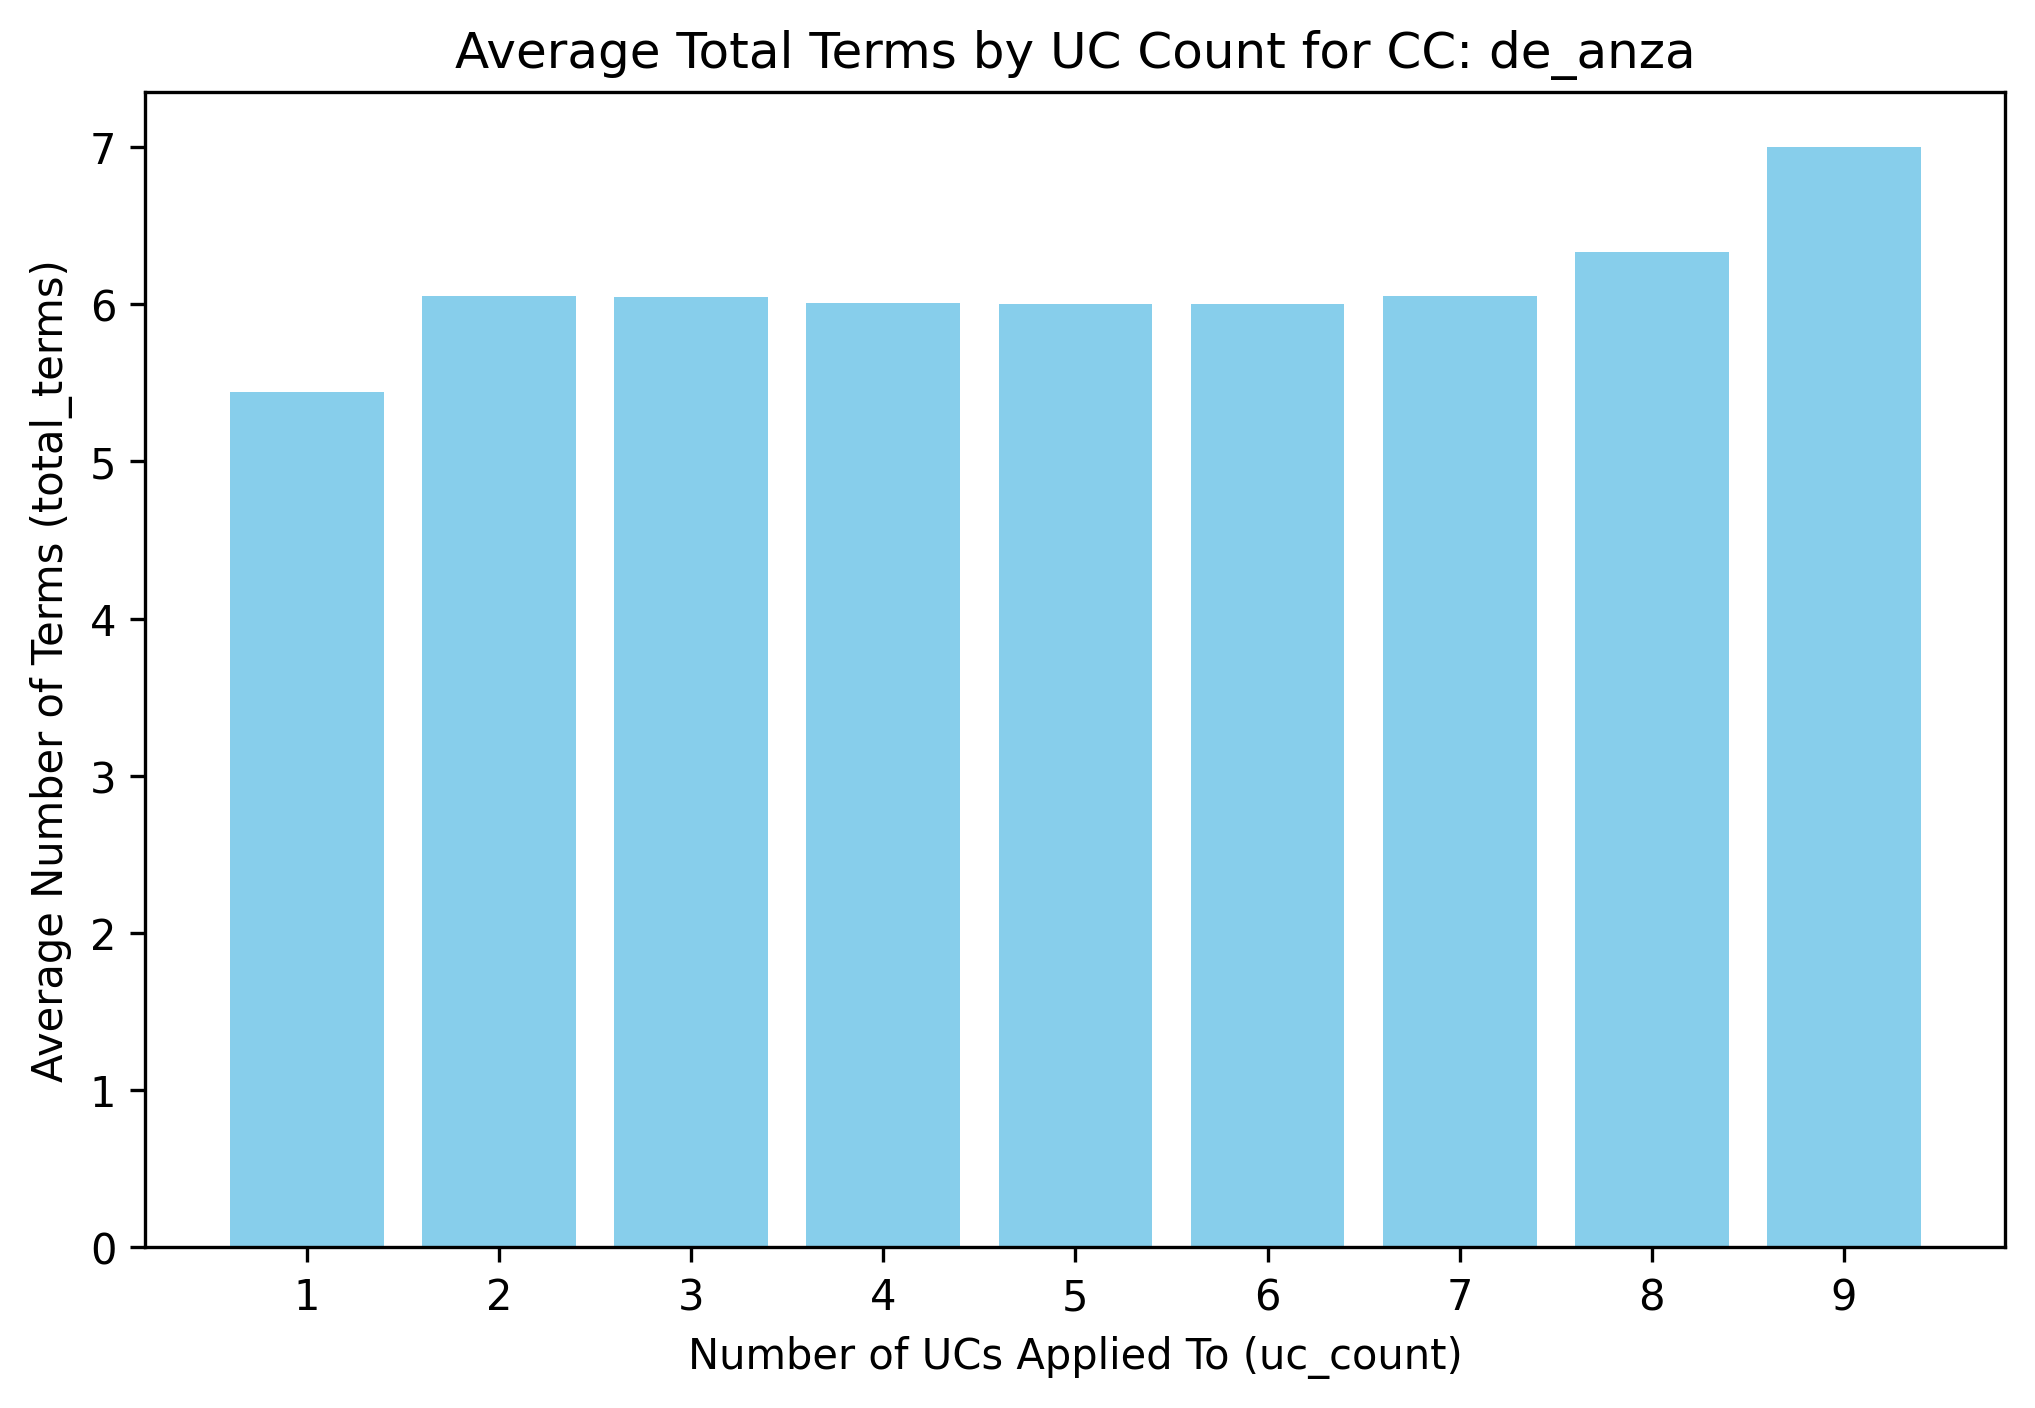 Average Total Terms by UC Count for CC: de_anza
Average Number of Terms (total_terms)
7
6
5
4
3
2
1
0
1 2 3 4 5 6 7 8 9
Number of UCs Applied To (uc_count)